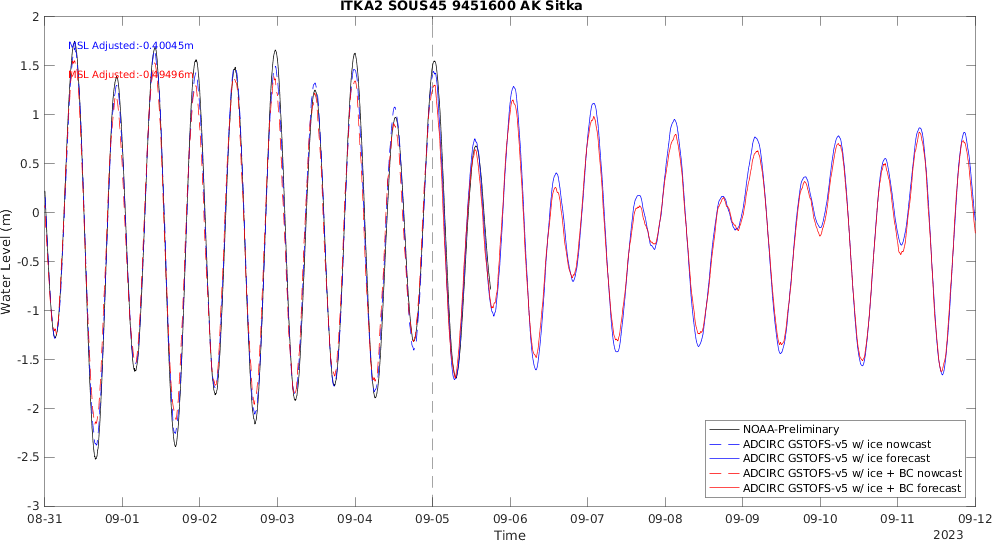 ITKA2 SOUS45 9451600 AK Sitka
2
1.5
1
0.5
0
-0.5
-1
-1.5
-2
-2.5
-3
Water Level (m)
MSL Adjusted:-0.40045m
MSL Adjusted:-0.49496m
NOAA-Preliminary
ADCIRC GSTOFS-v5 w/ ice nowcast
ADCIRC GSTOFS-v5 w/ ice forecast
ADCIRC GSTOFS-v5 w/ ice + BC nowcast
ADCIRC GSTOFS-v5 w/ ice + BC forecast
08-31 09-01 09-02 09-03 09-04 09-05 09-06 09-07 09-08 09-09 09-10 09-11 09-12
Time
2023